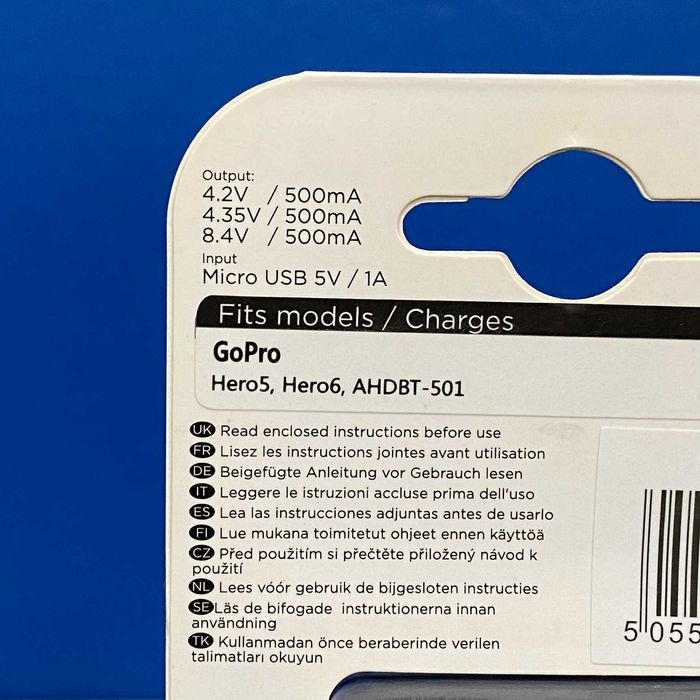 Output:
4.2V / 500mA
4.35V / 500mA
8.4V / 500mA
Input
Micro USB 5V / 1A
Fits models / Charges
GoPro
Hero5, Hero6, AHDBT-501
UK Read enclosed instructions before use
FR Lisez les instructions jointes avant utilisation
DE Beigefügte Anleitung vor Gebrauch lesen
IT Leggere le istruzioni accluse prima dell'uso
ES Lea las instrucciones adjuntas antes de usarlo
FI Lue mukana toimitetut ohjeet ennen käyttöä
CZ Před použitím si přečtěte přiložený návod k
použití
NL Lees vóór gebruik de bijgesloten instructies
SE Läs de bifogade instruktionerna innan
användning
TK Kullanmadan önce beraberinde verilen
talimatları okuyun
5 055